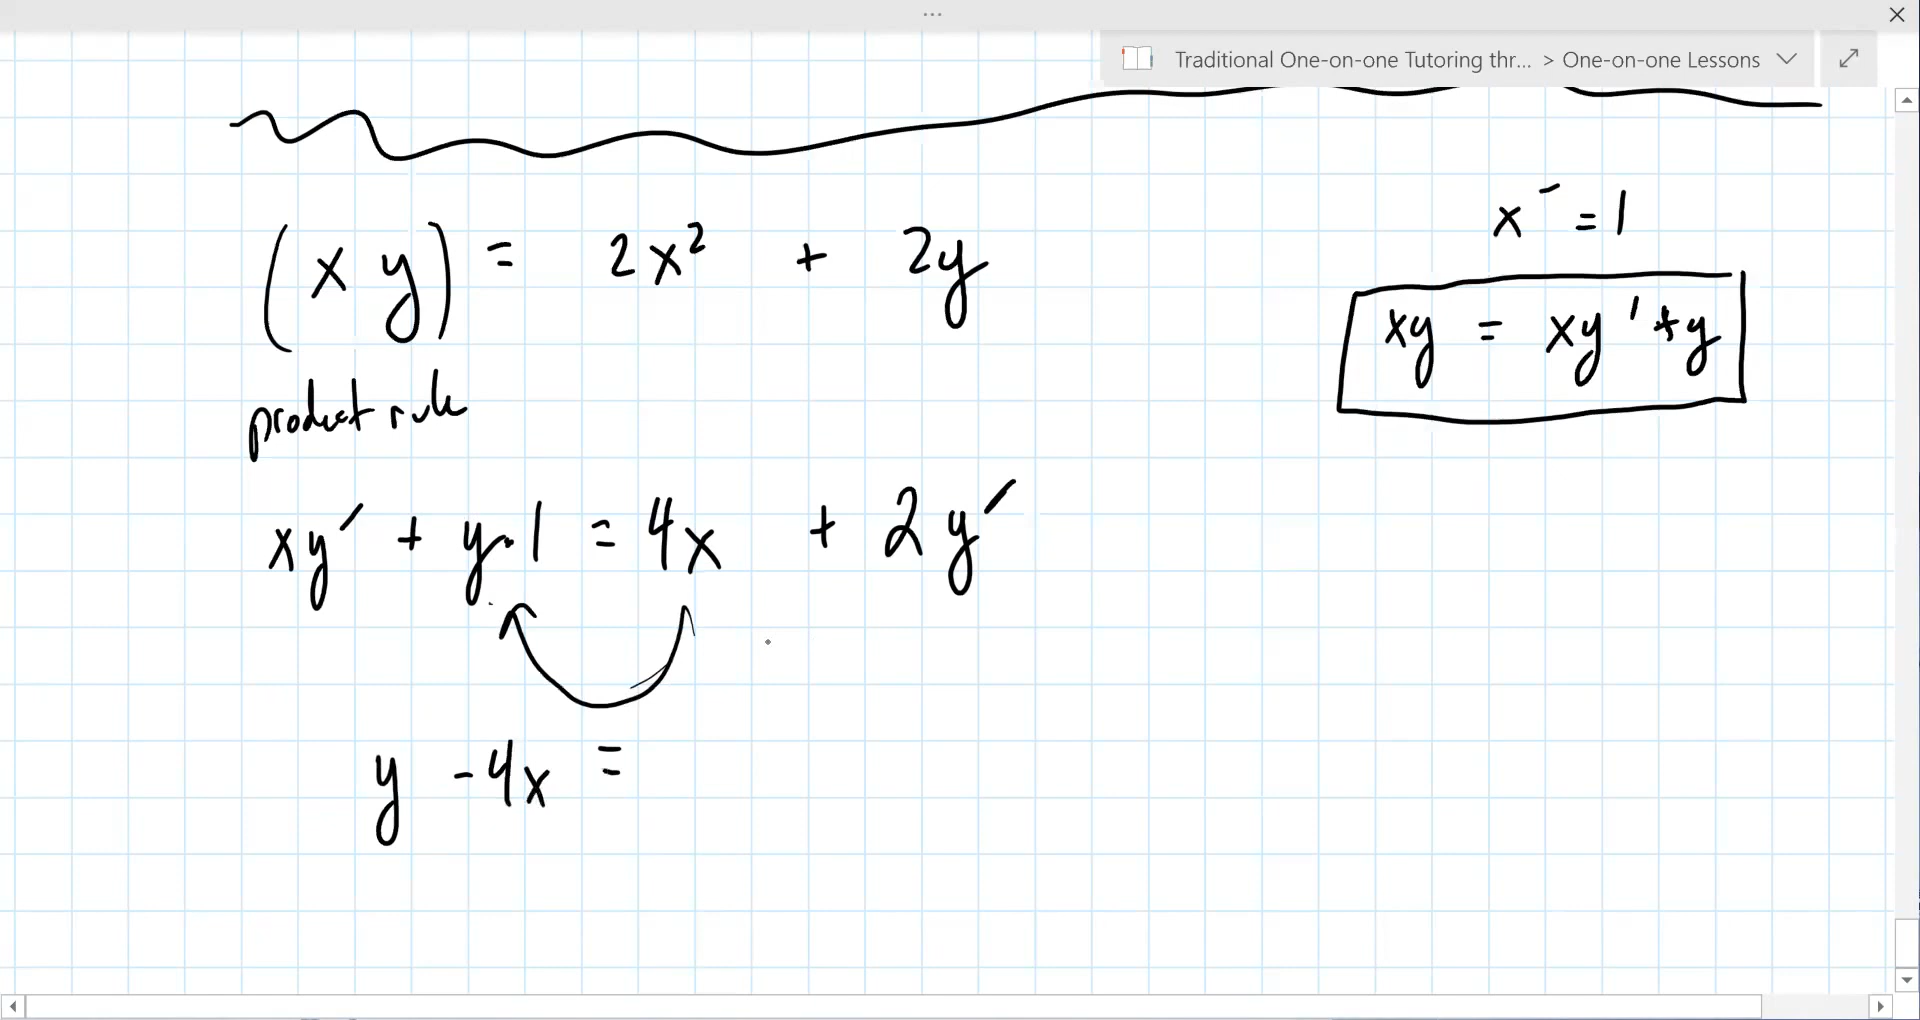 ...
Traditional One-on-one Tutoring thr... > One-on-one Lessons
x′ = 1
(x y) = 2x² + 2y
xy = xy' + y
product rule
xy′ + y·1 = 4x + 2y′
y - 4x =